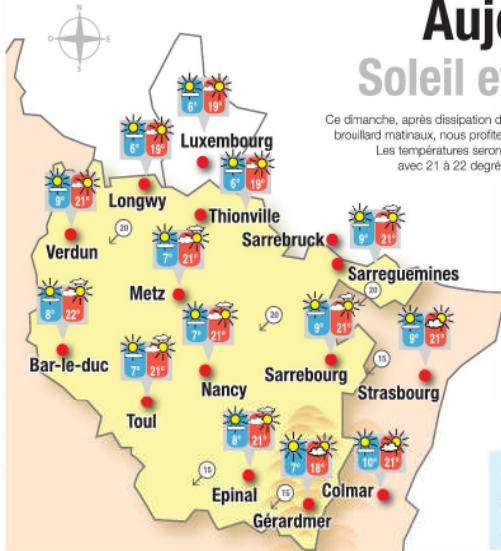 Auj
Soleil e
Ce dimanche, après dissipation d
brouillard matinaux, nous profite
Les températures seron
avec 21 à 22 degré
N
O
E
S
6° 19°
Luxembourg
6° 19°
Longwy
6° 19°
Thionville
9° 21°
Verdun
20
9° 21°
Sarrebruck
Sarreguemines
20
7° 21°
Metz
8° 22°
Bar-le-duc
7° 21°
Nancy
20
9° 21°
Sarrebourg
15
9° 21°
Strasbourg
7° 21°
Toul
8° 21°
Epinal
15
7° 18°
Gérardmer
15
10° 21°
Colmar